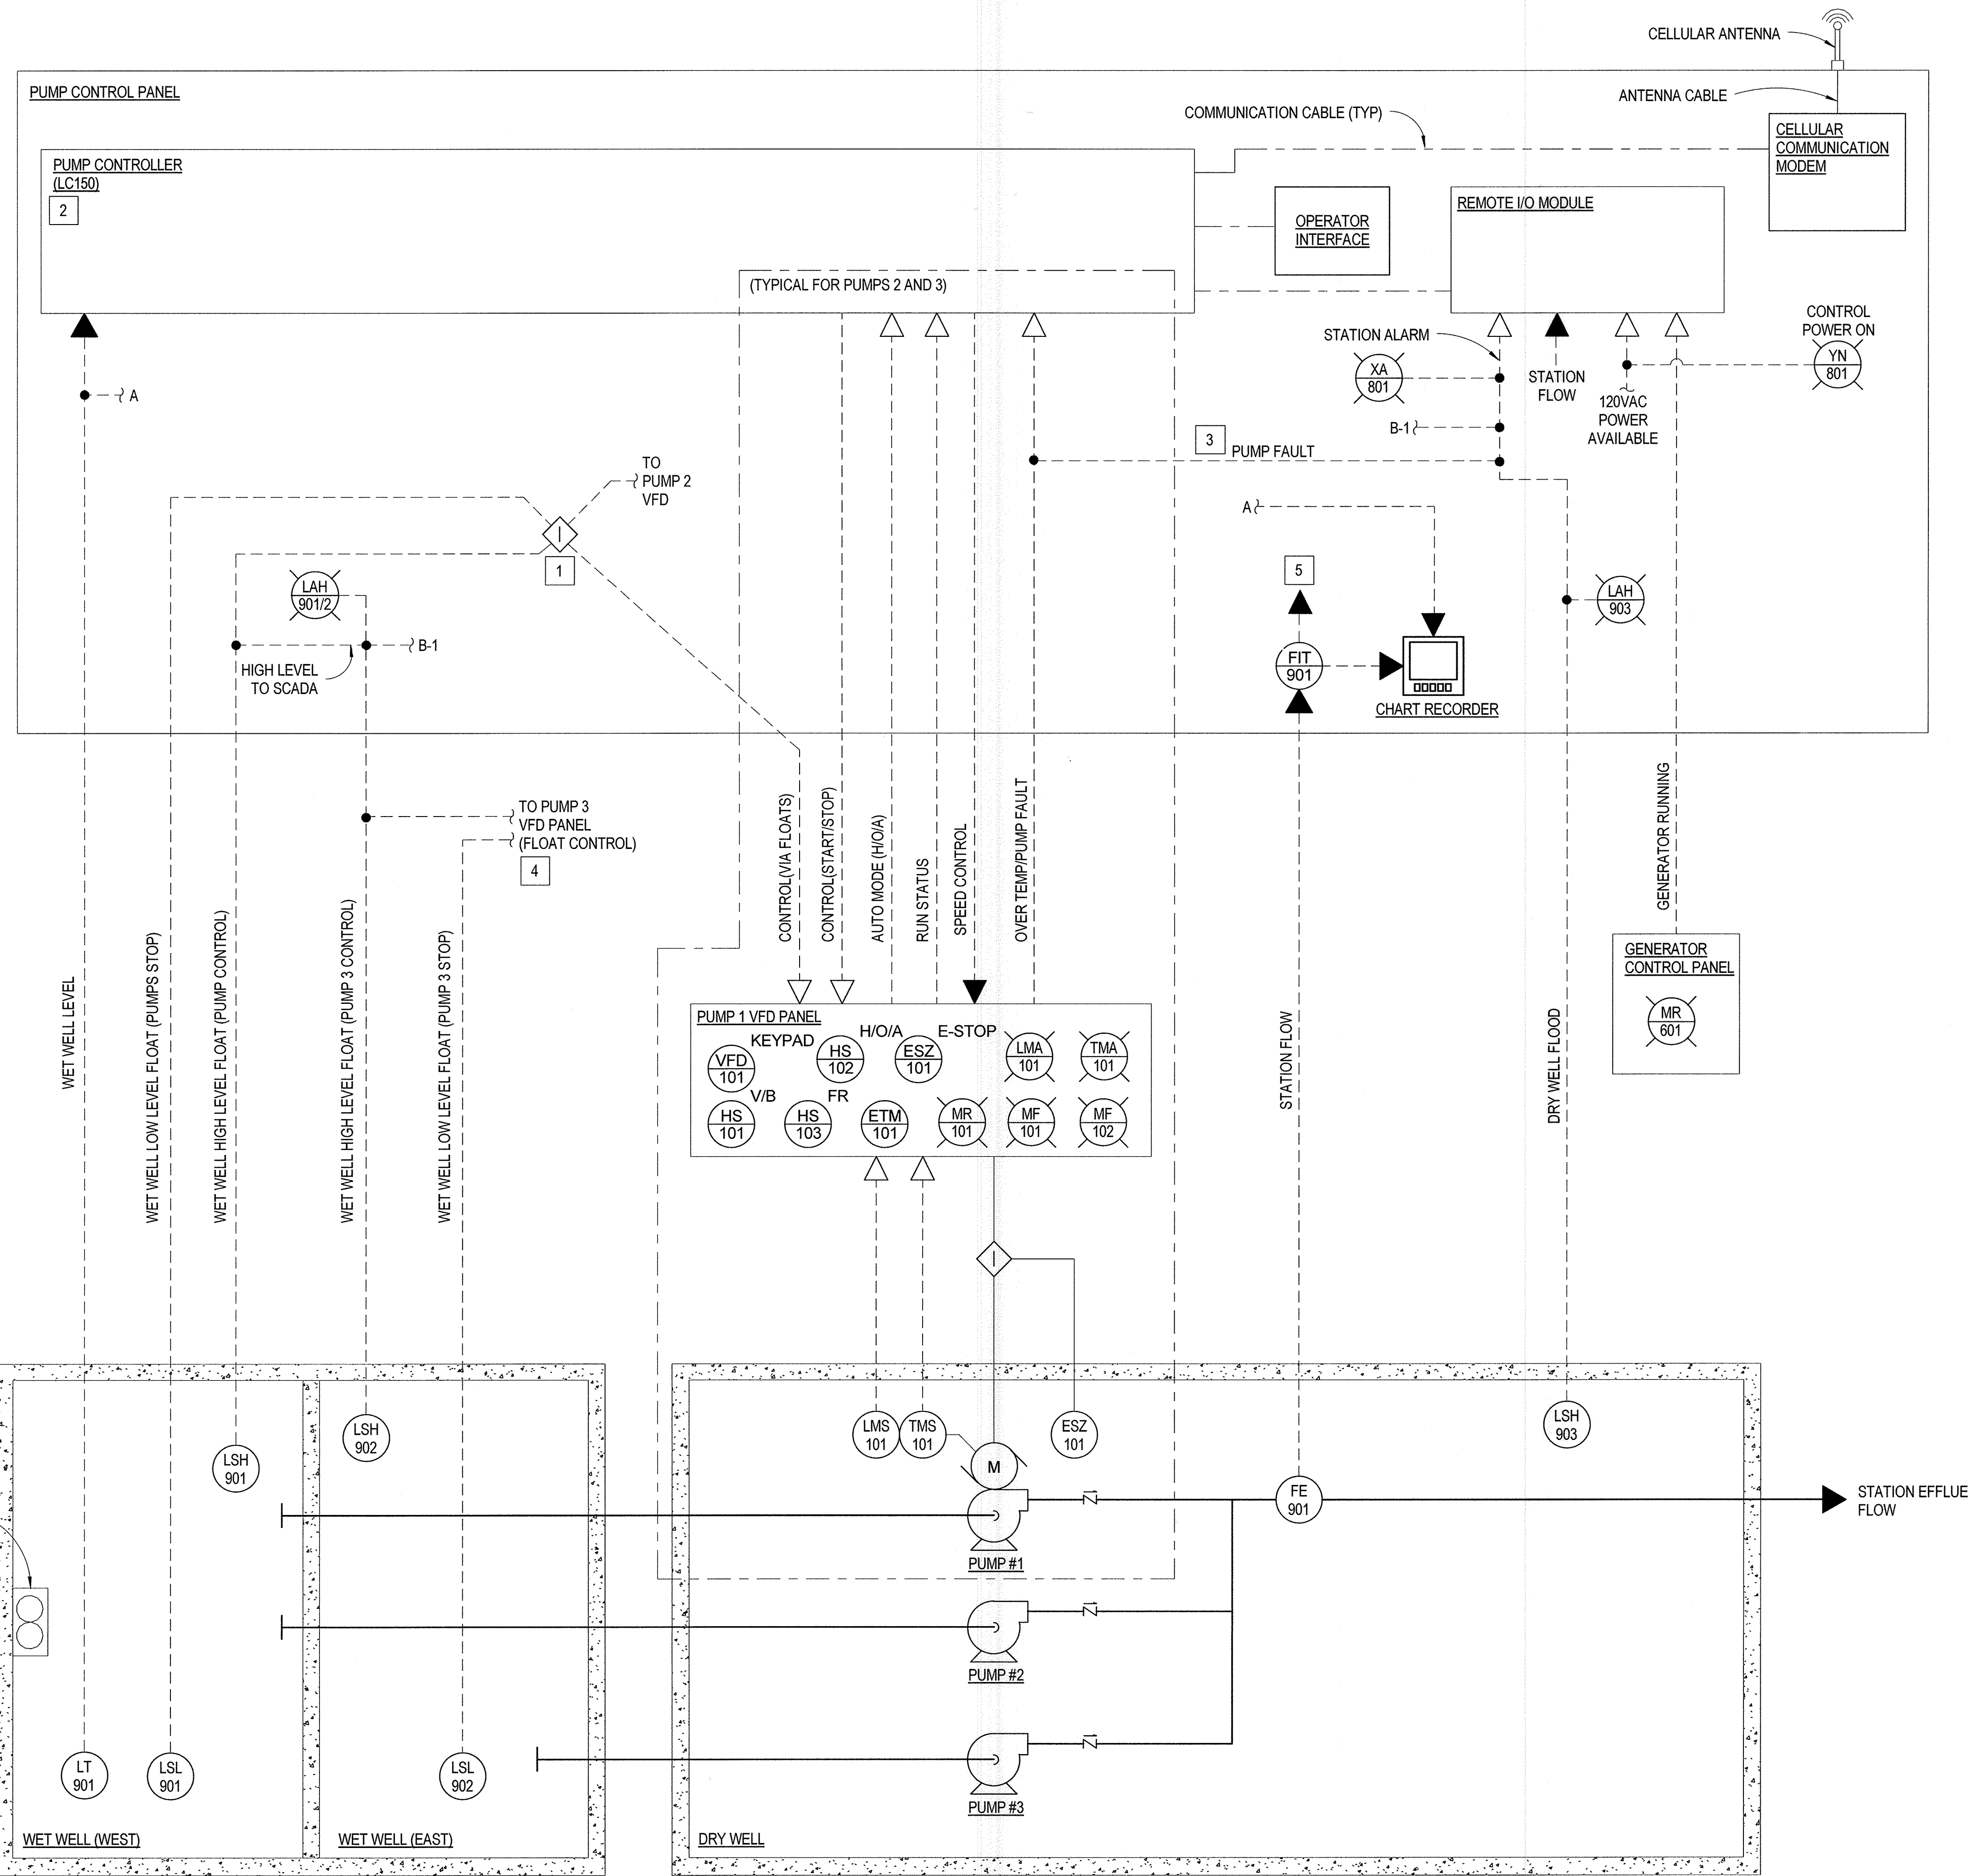 CELLULAR ANTENNA
PUMP CONTROL PANEL
ANTENNA CABLE
COMMUNICATION CABLE (TYP)
CELLULAR
COMMUNICATION
MODEM
PUMP CONTROLLER
(LC150)
2
OPERATOR
INTERFACE
REMOTE I/O MODULE
(TYPICAL FOR PUMPS 2 AND 3)
CONTROL
POWER ON
YN
801
STATION ALARM
XA
801
STATION
FLOW
120VAC
POWER
AVAILABLE
A
B-1
3
PUMP FAULT
TO
PUMP 2
VFD
I
1
A
5
LAH
901/2
LAH
903
B-1
HIGH LEVEL
TO SCADA
FIT
901
CHART RECORDER
TO PUMP 3
VFD PANEL
(FLOAT CONTROL)
4
WET WELL LEVEL
WET WELL LOW LEVEL FLOAT (PUMPS STOP)
WET WELL HIGH LEVEL FLOAT (PUMP CONTROL)
WET WELL HIGH LEVEL FLOAT (PUMP 3 CONTROL)
WET WELL LOW LEVEL FLOAT (PUMP 3 STOP)
CONTROL(VIA FLOATS)
CONTROL(START/STOP)
AUTO MODE (H/O/A)
RUN STATUS
SPEED CONTROL
OVER TEMP/PUMP FAULT
STATION FLOW
DRY WELL FLOOD
GENERATOR RUNNING
GENERATOR
CONTROL PANEL
MR
601
PUMP 1 VFD PANEL
KEYPAD
H/O/A
E-STOP
VFD
101
HS
102
ESZ
101
LMA
101
TMA
101
V/B
FR
HS
101
HS
103
ETM
101
MR
101
MF
101
MF
102
I
LSH
901
LSH
902
LMS
101
TMS
101
M
ESZ
101
LSH
903
FE
901
STATION EFFLUE
FLOW
PUMP #1
PUMP #2
PUMP #3
LT
901
LSL
901
LSL
902
WET WELL (WEST)
WET WELL (EAST)
DRY WELL